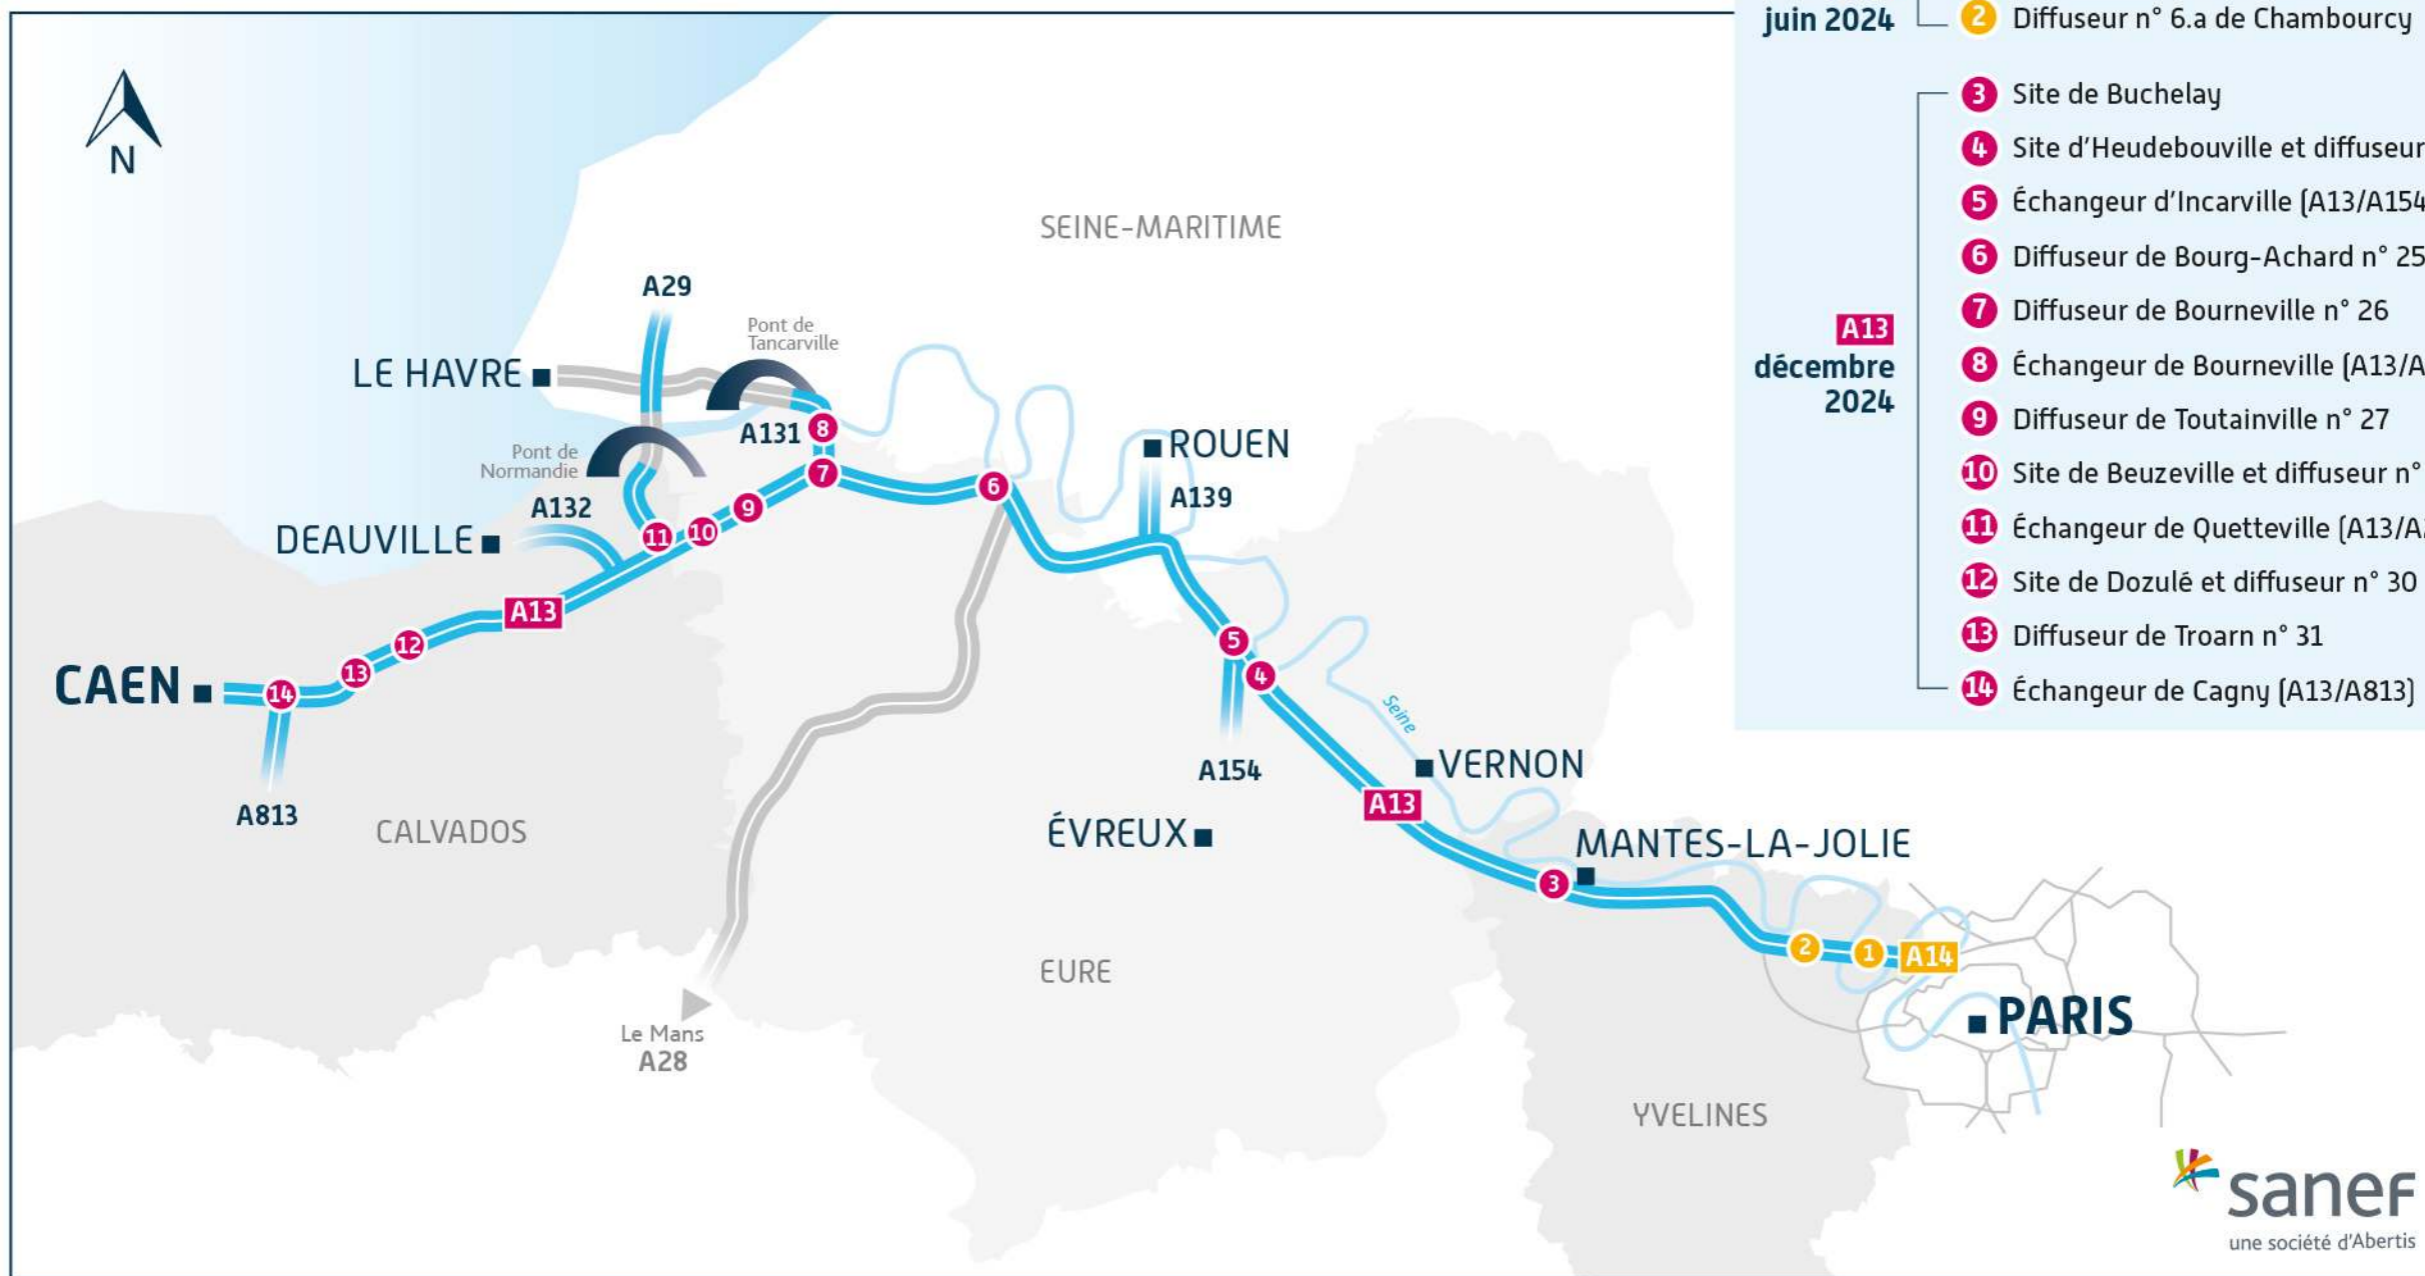 juin 2024
2 Diffuseur n° 6.a de Chambourcy
3 Site de Buchelay
4 Site d'Heudebouville et diffuseur
5 Échangeur d'Incarville (A13/A154
6 Diffuseur de Bourg-Achard n° 25
7 Diffuseur de Bourneville n° 26
A13
décembre
2024
8 Échangeur de Bourneville (A13/A
9 Diffuseur de Toutainville n° 27
10 Site de Beuzeville et diffuseur n°
11 Échangeur de Quetteville (A13/A
12 Site de Dozulé et diffuseur n° 30
13 Diffuseur de Troarn n° 31
14 Échangeur de Cagny (A13/A813)
N
SEINE-MARITIME
A29
Pont de
Tancarville
LE HAVRE
A131
8
ROUEN
Pont de
Normandie
7
6
A139
A132
9
DEAUVILLE
11
10
A13
12
5
13
4
CAEN
14
Seine
A154
VERNON
A13
A813
CALVADOS
ÉVREUX
MANTES-LA-JOLIE
3
2
1
A14
EURE
PARIS
Le Mans
A28
YVELINES
sanef
une société d'Abertis